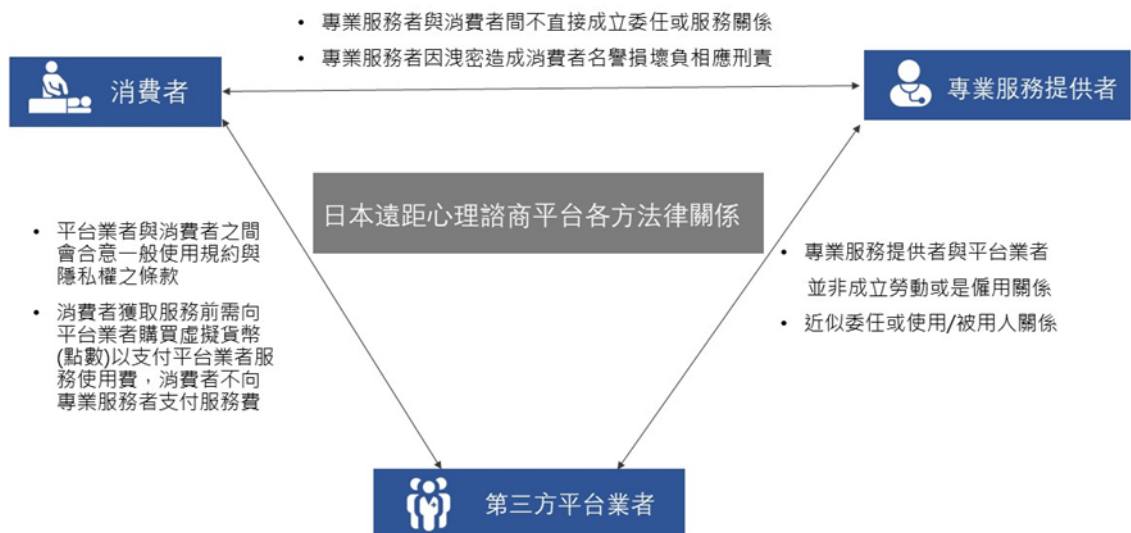 • 專業服務者與消費者間不直接成立委任或服務關係
• 專業服務者因洩密造成消費者名譽損壞負相應刑責
消費者
專業服務提供者
日本遠距心理諮商平台各方法律關係
• 平台業者與消費者之間
會合意一般使用規約與
隱私權之條款
• 消費者獲取服務前需向
平台業者購買虛擬貨幣
(點數)以支付平台業者服
務使用費，消費者不向
專業服務者支付服務費
• 專業服務提供者與平台業者
並非成立勞動或是僱用關係
• 近似委任或使用/被用人關係
第三方平台業者